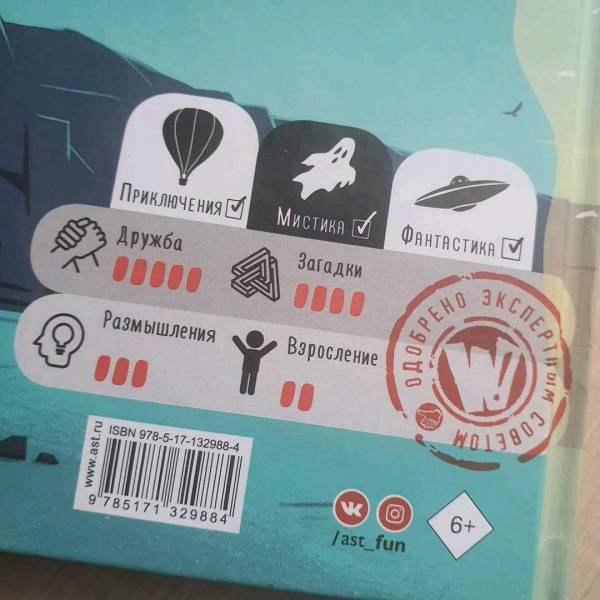 Приключения
Мистика
Фантастика
Дружба
Загадки
Размышления
Взросление
ОДОБРЕНО ЭКСПЕРТНЫМ СОВЕТОМ
W!
www.ast.ru
ISBN 978-5-17-132988-4
9 785171 329884
/ast_fun
6+